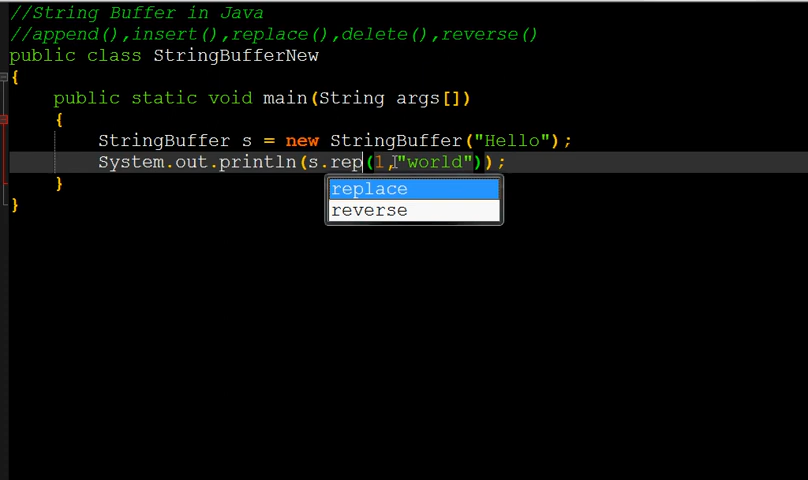 //String Buffer in Java
//append(),insert(),replace(),delete(),reverse()
public class StringBufferNew
{
public static void main(String args[])
{
StringBuffer s = new StringBuffer("Hello");
System.out.println(s.rep(1,"world"));
}
replace
}
reverse